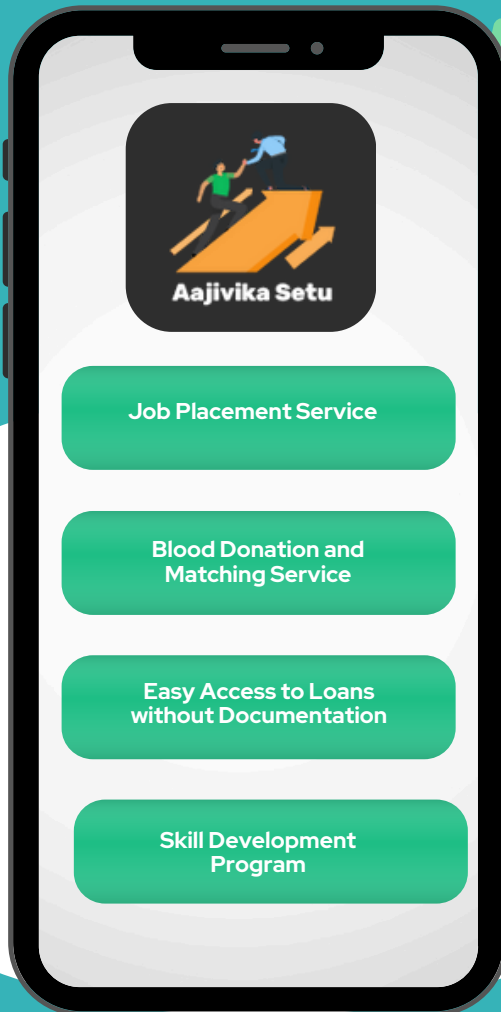 Aajivika Setu
Job Placement Service
Blood Donation and
Matching Service
Easy Access to Loans
without Documentation
Skill Development
Program